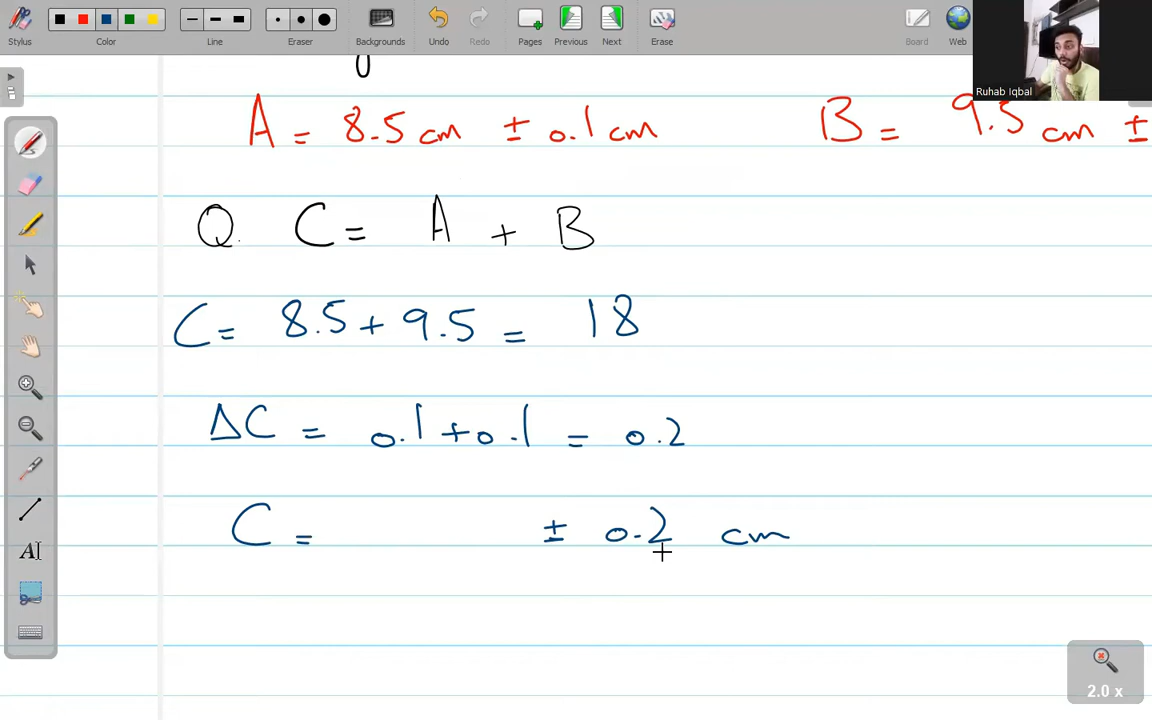 Stylus Color Line Eraser Backgrounds Undo Redo Pages Previous Next Erase Board Web
Ruhab Iqbal
A = 8.5 cm ± 0.1 cm B = 9.5 cm ±
Q. C = A + B
C = 8.5 + 9.5 = 18
ΔC = 0.1 + 0.1 = 0.2
C = ± 0.2 cm
A
2.0 x